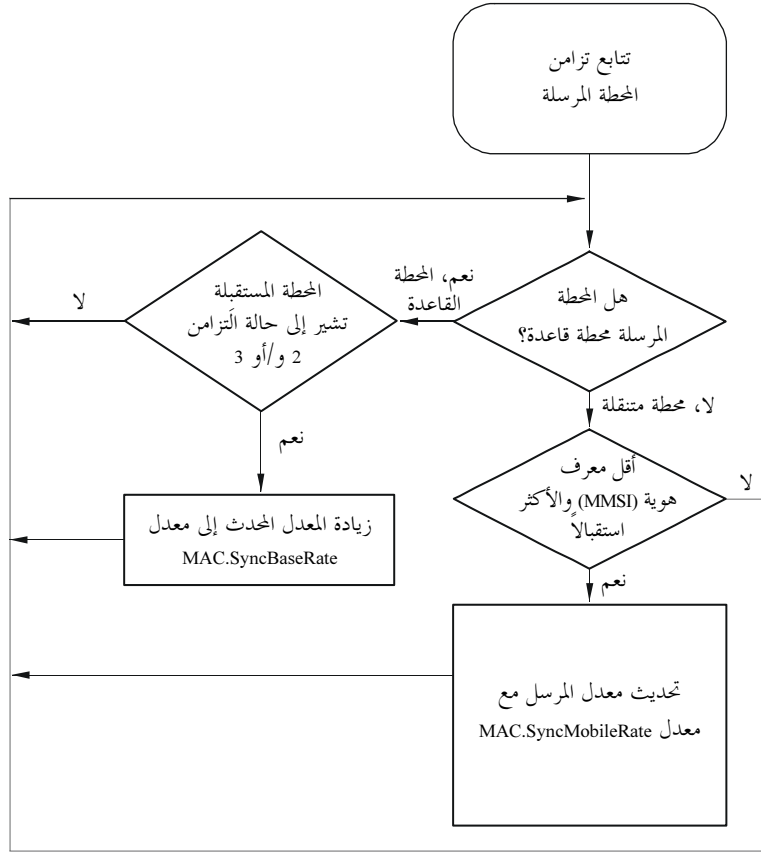 تتابع تزامن
المحطة المرسلة
هل المحطة
المرسلة محطة قاعدة؟
نعم، المحطة
القاعدة
المحطة المستقبلة
تشير إلى حالة التزامن
2 و/أو 3
لا
نعم
زيادة المعدل المحدث إلى معدل
MAC.SyncBaseRate
لا، محطة متنقلة
أقل معرف
هوية (MMSI) والأكثر
استقبالاً
لا
نعم
تحديث معدل المرسل مع
معدل MAC.SyncMobileRate